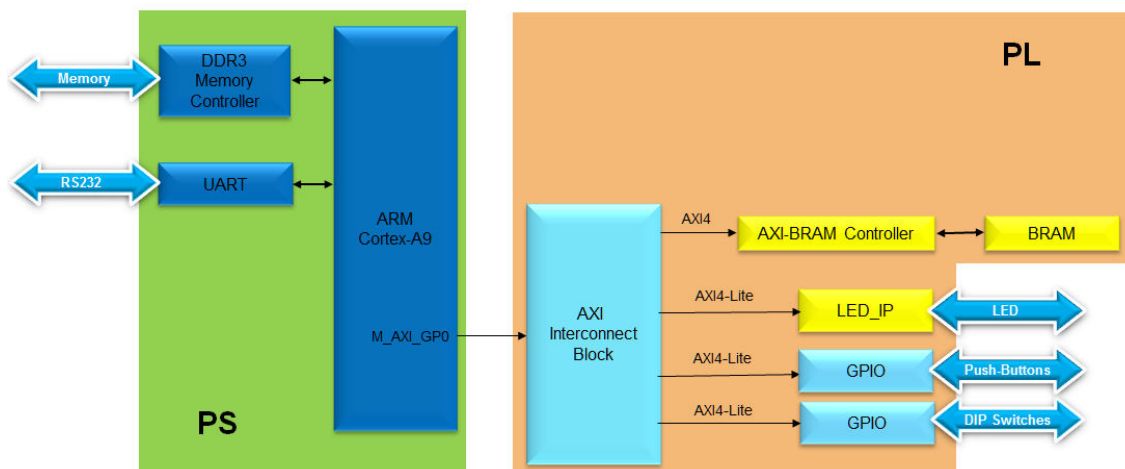 PL
DDR3
Memory
Controller
Memory
RS232
UART
ARM
Cortex-A9
M_AXI_GP0
PS
AXI
Interconnect
Block
AXI4
AXI-BRAM Controller
BRAM
AXI4-Lite
LED_IP
LED
AXI4-Lite
GPIO
Push-Buttons
AXI4-Lite
GPIO
DIP Switches